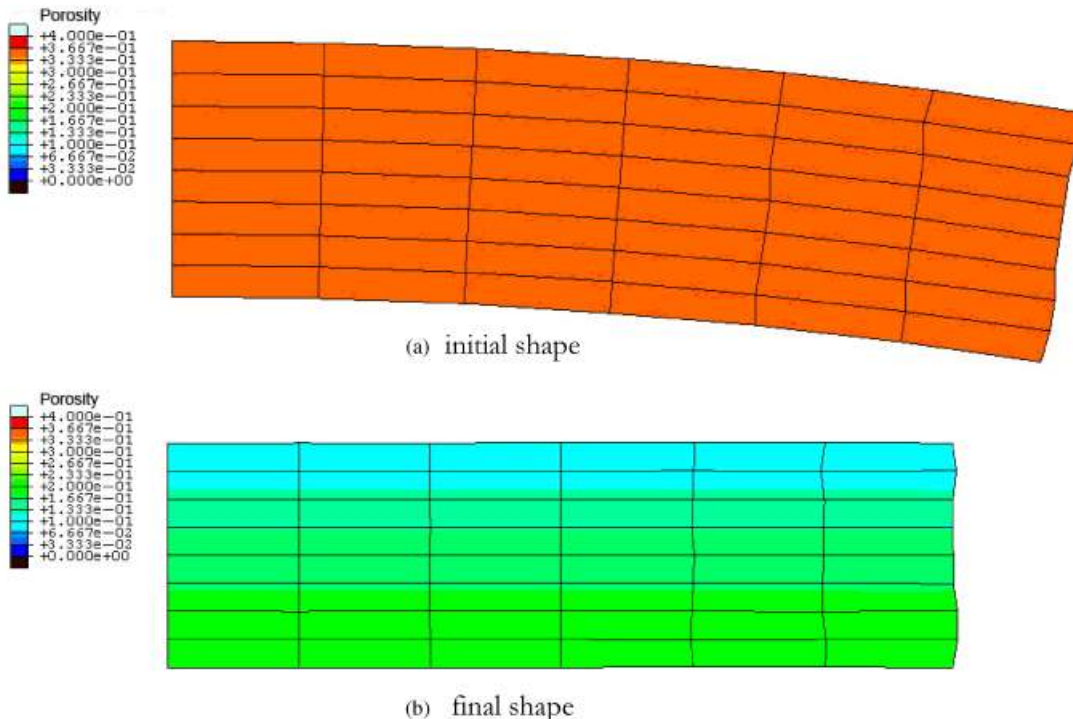 Porosity
+4.000e-01
+3.667e-01
+3.333e-01
+3.000e-01
+2.667e-01
+2.333e-01
+2.000e-01
+1.667e-01
+1.333e-01
+1.000e-01
+6.667e-02
+3.333e-02
+0.000e+00
(a) initial shape
Porosity
+4.000e-01
+3.667e-01
+3.333e-01
+3.000e-01
+2.667e-01
+2.333e-01
+2.000e-01
+1.667e-01
+1.333e-01
+1.000e-01
+6.667e-02
+3.333e-02
+0.000e+00
(b) final shape